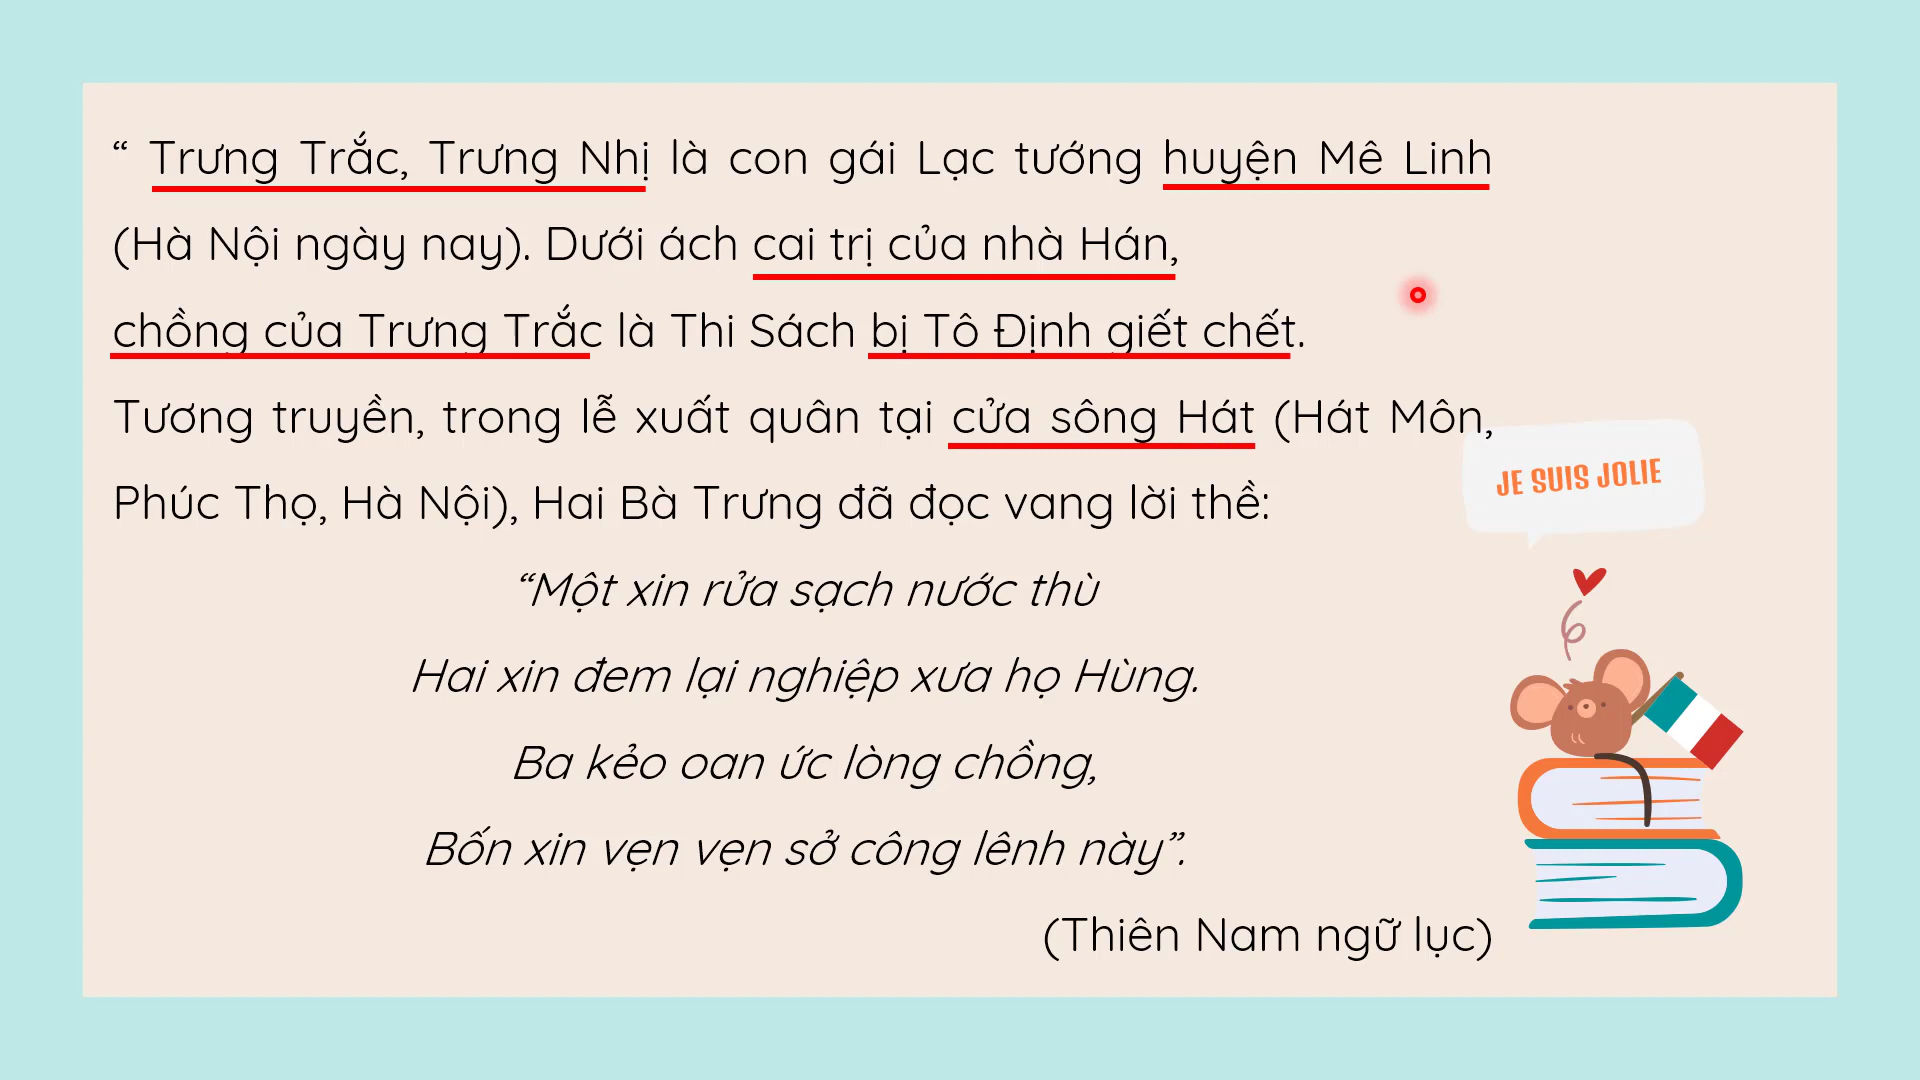 “ Trưng Trắc, Trưng Nhị là con gái Lạc tướng huyện Mê Linh
(Hà Nội ngày nay). Dưới ách cai trị của nhà Hán,
chồng của Trưng Trắc là Thi Sách bị Tô Định giết chết.
Tương truyền, trong lễ xuất quân tại cửa sông Hát (Hát Môn,
Phúc Thọ, Hà Nội), Hai Bà Trưng đã đọc vang lời thề:
“Một xin rửa sạch nước thù
Hai xin đem lại nghiệp xưa họ Hùng.
Ba kẻo oan ức lòng chồng,
Bốn xin vẹn vẹn sở công lênh này”.
(Thiên Nam ngữ lục)
JE SUIS JOLIE